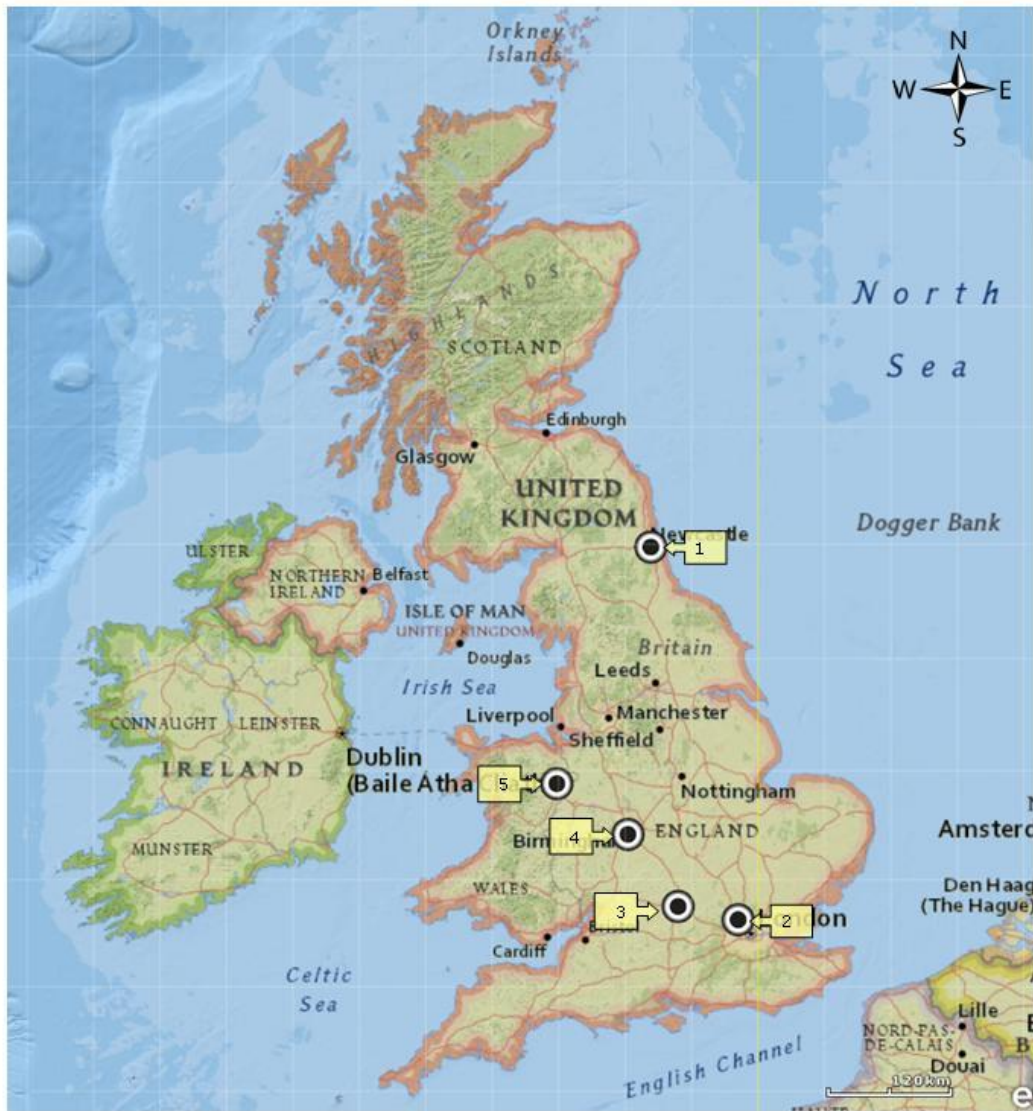 Orkney
Islands
N
W
E
S
North
Sea
HIGHLANDS
SCOTLAND
Edinburgh
Glasgow
UNITED
KINGDOM
Newcastle
1
Dogger Bank
ULSTER
NORTHERN
IRELAND
Belfast
ISLE OF MAN
UNITED KINGDOM
Douglas
Britain
Leeds
Irish Sea
Liverpool
Manchester
Sheffield
CONNAUGHT
LEINSTER
Dublin
(Baile Átha
IRELAND
5
Nottingham
4
ENGLAND
MUNSTER
Amsterd
WALES
Den Haag
(The Hague)
3
2
London
Cardiff
Celtic
Sea
Lille
NORD-PAS-
DE-CALAIS
Douai
English Channel
120km
e